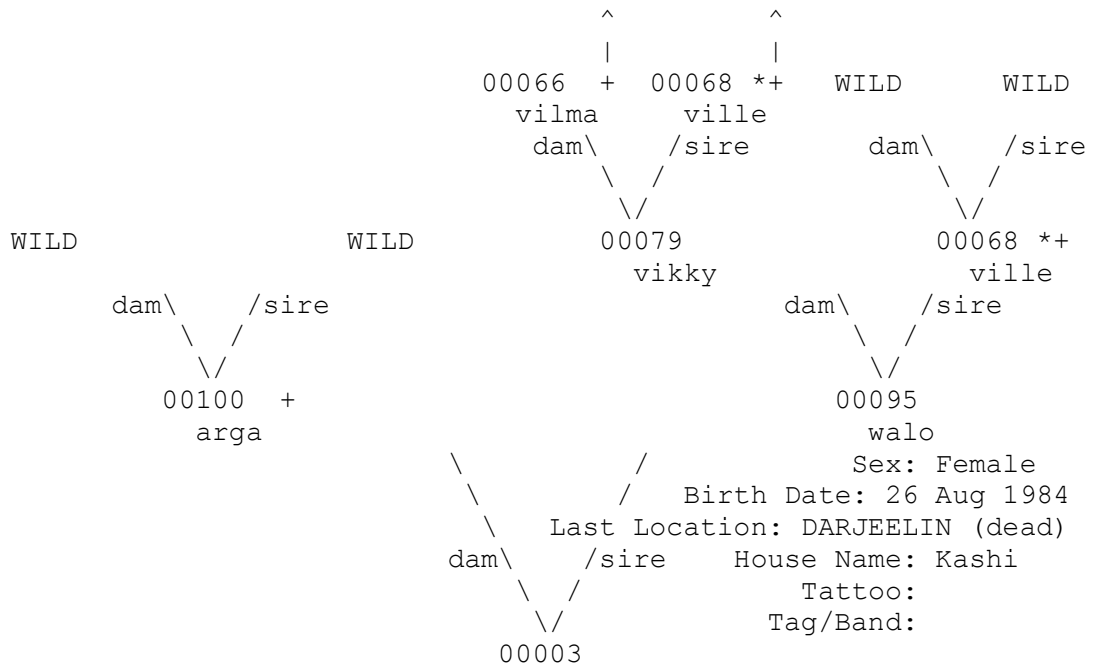 ^ ^
| |
00066 + 00068 *+ WILD WILD
vilma ville
dam\ /sire dam\ /sire
\ / \ /
\/ \/
WILD WILD 00079 00068 *+
vikky ville
dam\ /sire dam\ /sire
\ / \ /
\/ \/
00100 + 00095
arga walo
\ / Sex: Female
\ / Birth Date: 26 Aug 1984
\ Last Location: DARJEELIN (dead)
dam\ /sire House Name: Kashi
\ / Tattoo:
\/ Tag/Band:
00003